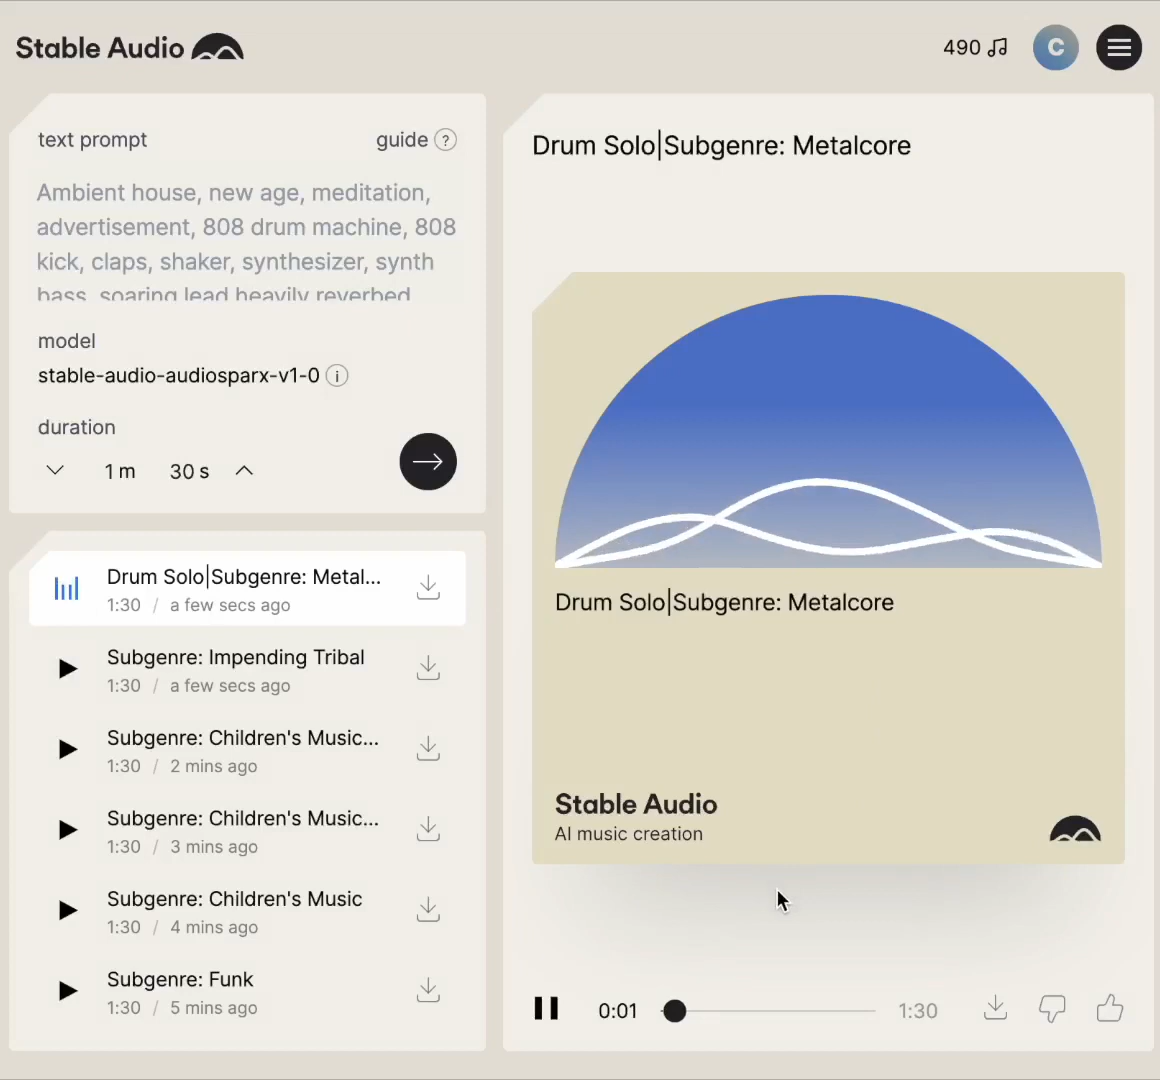 Stable Audio
490
C
text prompt
guide ?
Ambient house, new age, meditation,
advertisement, 808 drum machine, 808
kick, claps, shaker, synthesizer, synth
bass, soaring lead heavily reverbed
model
stable-audio-audiosparx-v1-0 i
duration
1 m 30 s
Drum Solo|Subgenre: Metal...
1:30 / a few secs ago
Subgenre: Impending Tribal
1:30 / a few secs ago
Subgenre: Children's Music...
1:30 / 2 mins ago
Subgenre: Children's Music...
1:30 / 3 mins ago
Subgenre: Children's Music
1:30 / 4 mins ago
Subgenre: Funk
1:30 / 5 mins ago
Drum Solo|Subgenre: Metalcore
Drum Solo|Subgenre: Metalcore
Stable Audio
AI music creation
0:01
1:30